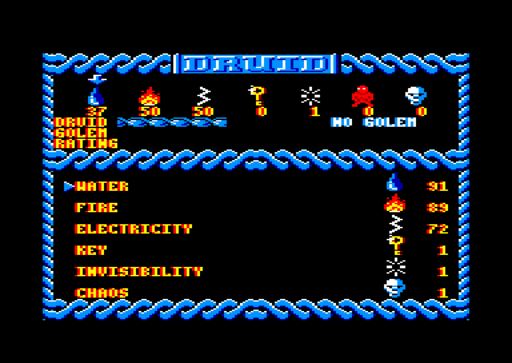 DRUID
37 50 50 0 1 0 0
DRUID NO GOLEM
GOLEM
RATING
WATER 91
FIRE 89
ELECTRICITY 72
KEY 1
INVISIBILITY 1
CHAOS 1